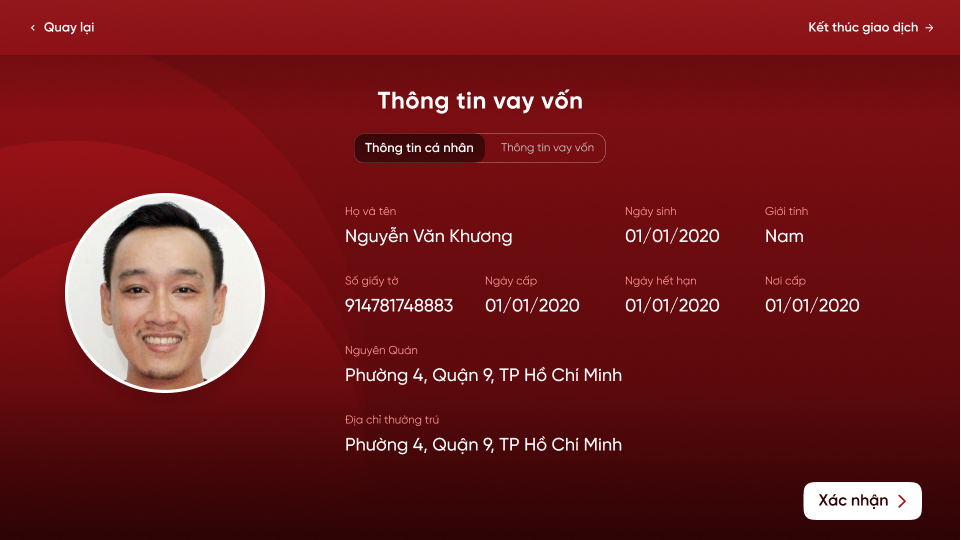 Quay lại
Kết thúc giao dịch
Thông tin vay vốn
Thông tin cá nhân
Thông tin vay vốn
Họ và tên
Ngày sinh
Giới tính
Nguyễn Văn Khương
01/01/2020
Nam
Số giấy tờ
Ngày cấp
Ngày hết hạn
Nơi cấp
914781748883
01/01/2020
01/01/2020
01/01/2020
Nguyên Quán
Phường 4, Quận 9, TP Hồ Chí Minh
Địa chỉ thường trú
Phường 4, Quận 9, TP Hồ Chí Minh
Xác nhận